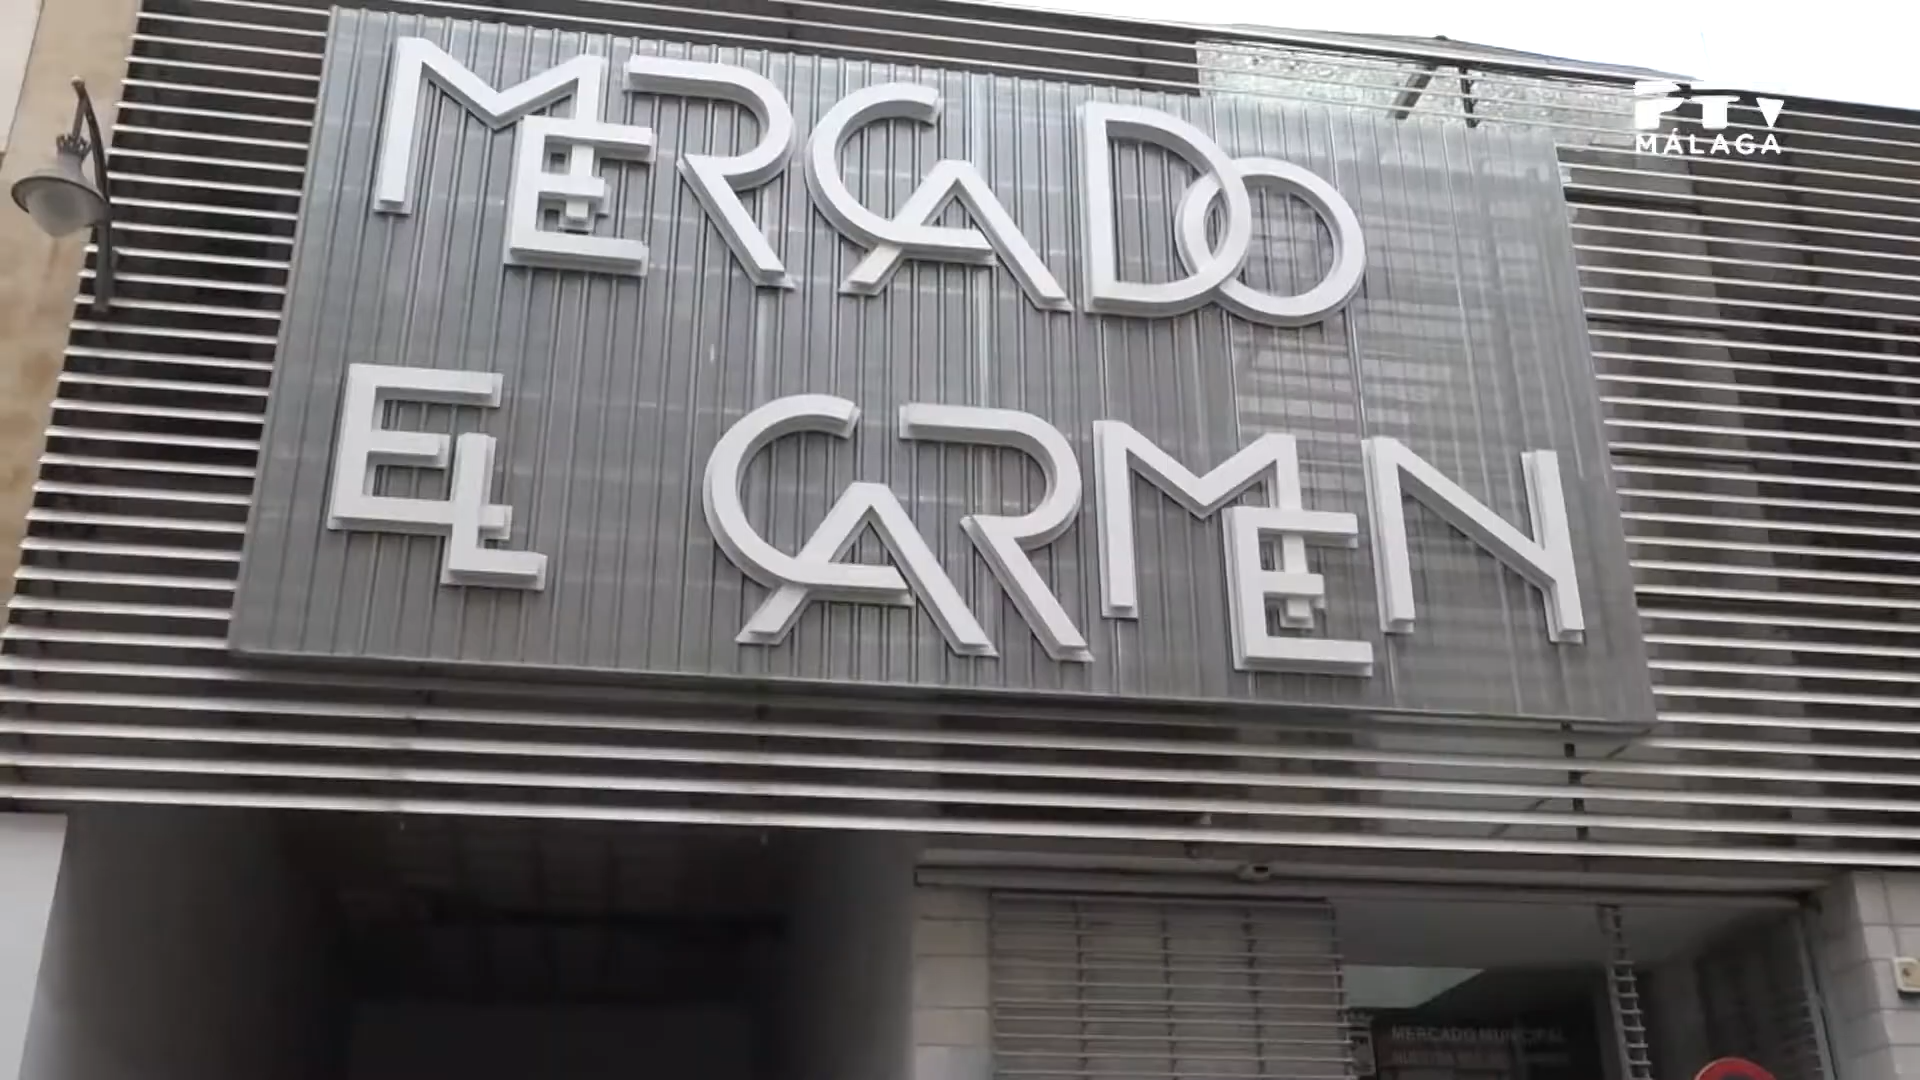 PTV
MÁLAGA
MERCADO
EL CARMEN
MERCADO MUNICIPAL